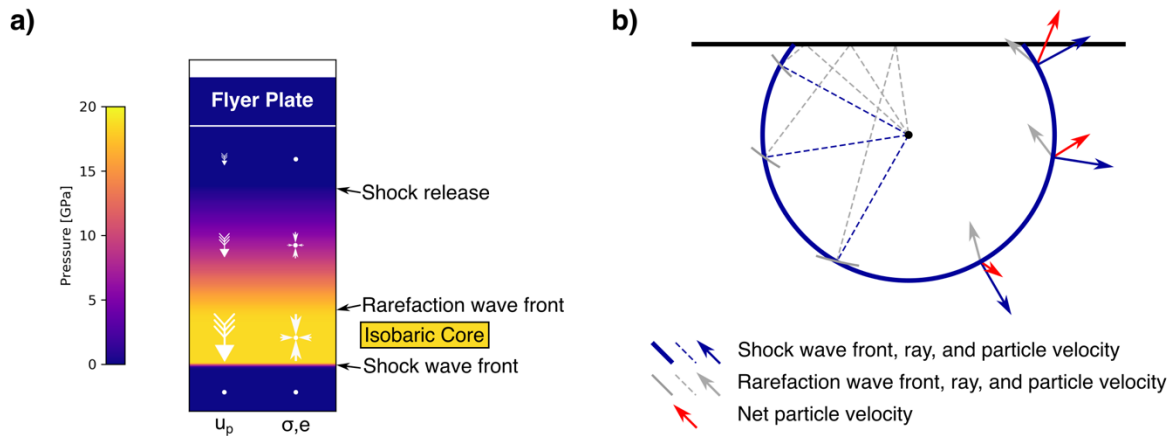 a)
Flyer Plate
20
15
10
5
0
Pressure [GPa]
Shock release
Rarefaction wave front
Isobaric Core
Shock wave front
uₚ
σ,e
b)
Shock wave front, ray, and particle velocity
Rarefaction wave front, ray, and particle velocity
Net particle velocity